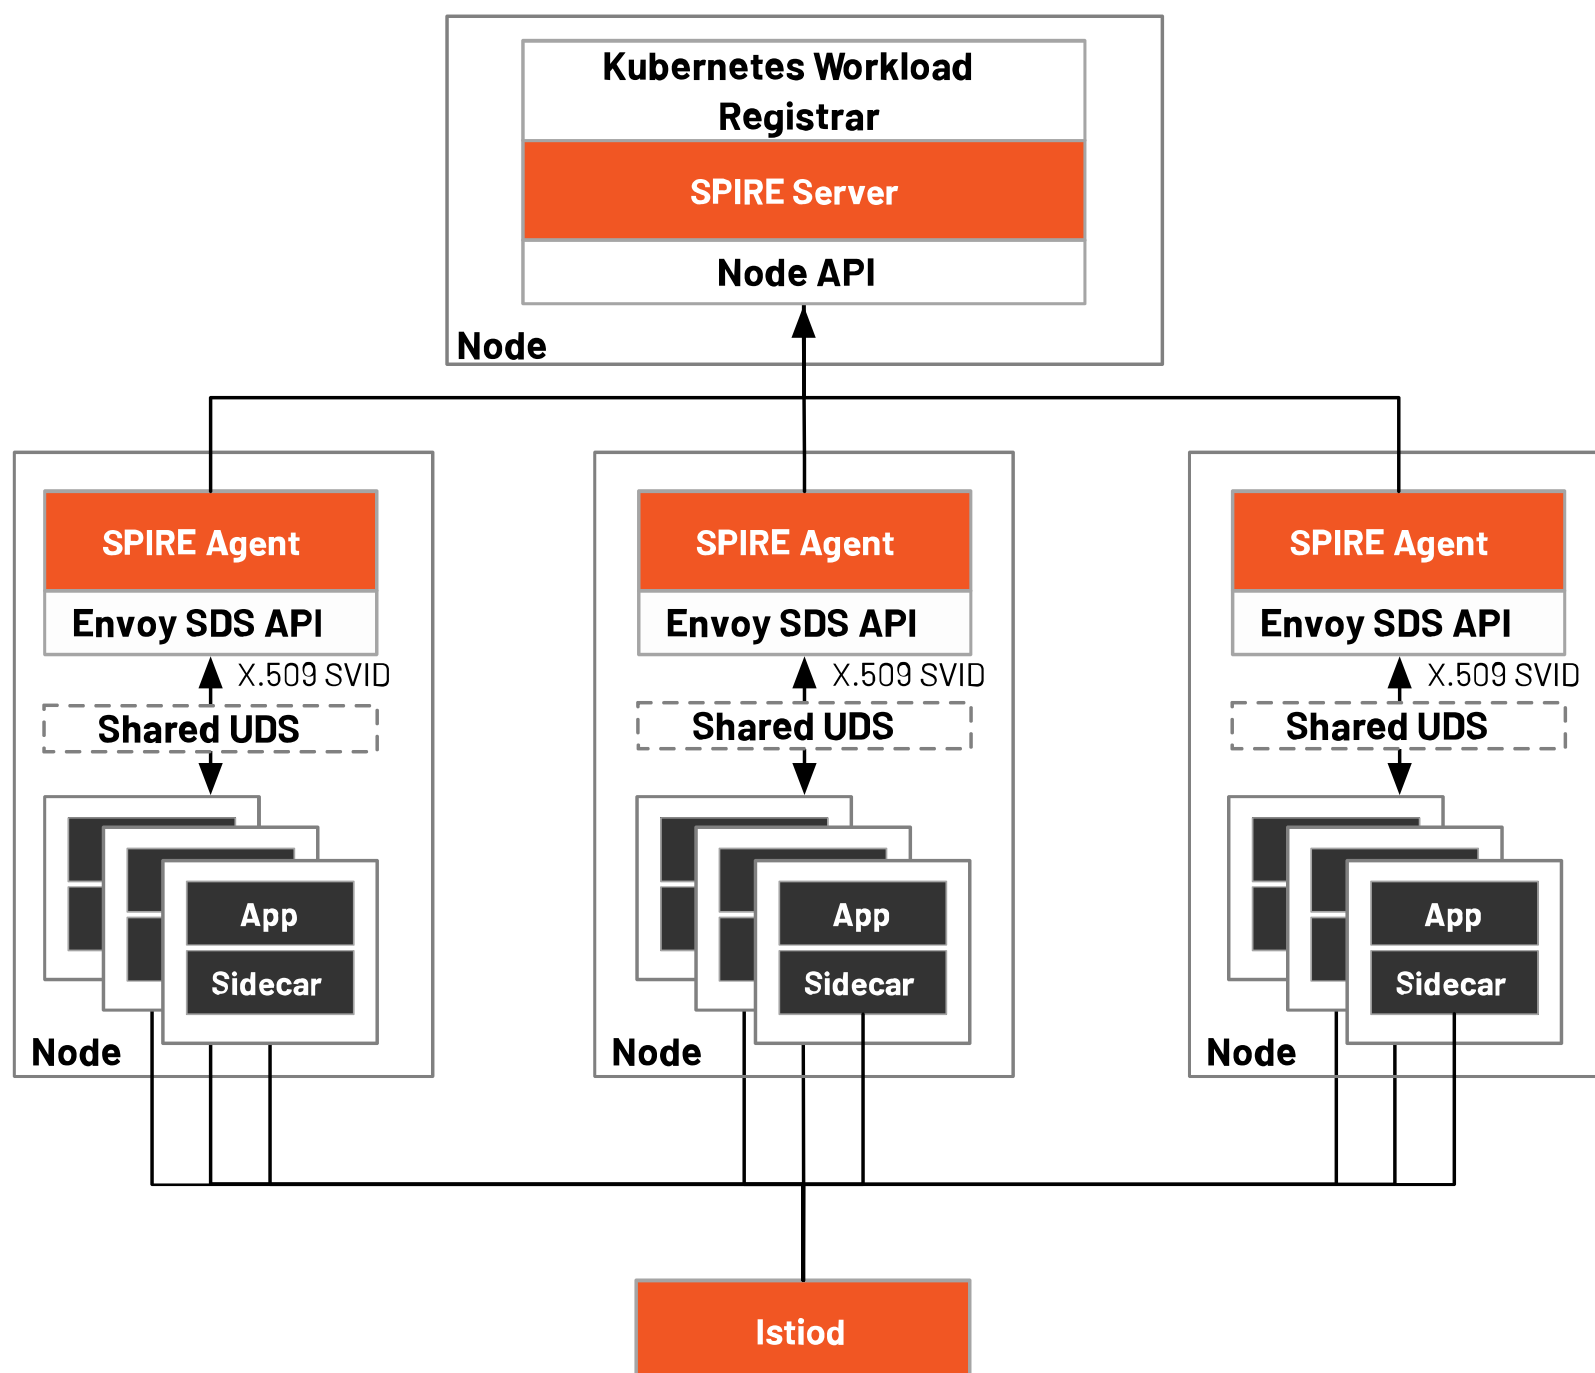 Kubernetes Workload
Registrar
SPIRE Server
Node API
Node
SPIRE Agent
Envoy SDS API
X.509 SVID
Shared UDS
App
Sidecar
Node
SPIRE Agent
Envoy SDS API
X.509 SVID
Shared UDS
App
Sidecar
Node
SPIRE Agent
Envoy SDS API
X.509 SVID
Shared UDS
App
Sidecar
Node
Istiod